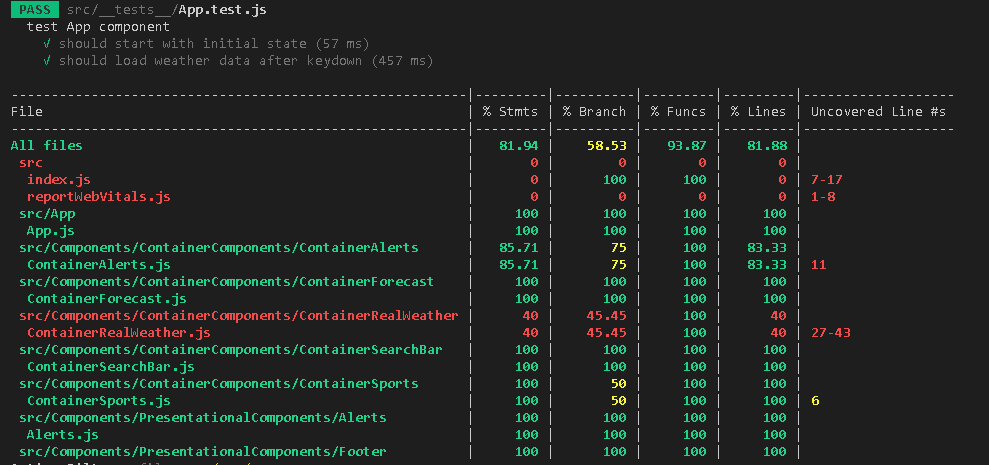 PASS src/__tests__/App.test.js
test App component
√ should start with initial state (57 ms)
√ should load weather data after keydown (457 ms)
File | % Stmts | % Branch | % Funcs | % Lines | Uncovered Line #s
All files | 81.94 | 58.53 | 93.87 | 81.88 |
src | 0 | 0 | 0 | 0 |
index.js | 0 | 100 | 100 | 0 | 7-17
reportWebVitals.js | 0 | 0 | 0 | 0 | 1-8
src/App | 100 | 100 | 100 | 100 |
App.js | 100 | 100 | 100 | 100 |
src/Components/ContainerComponents/ContainerAlerts | 85.71 | 75 | 100 | 83.33 |
ContainerAlerts.js | 85.71 | 75 | 100 | 83.33 | 11
src/Components/ContainerComponents/ContainerForecast | 100 | 100 | 100 | 100 |
ContainerForecast.js | 100 | 100 | 100 | 100 |
src/Components/ContainerComponents/ContainerRealWeather | 40 | 45.45 | 100 | 40 |
ContainerRealWeather.js | 40 | 45.45 | 100 | 40 | 27-43
src/Components/ContainerComponents/ContainerSearchBar | 100 | 100 | 100 | 100 |
ContainerSearchBar.js | 100 | 100 | 100 | 100 |
src/Components/ContainerComponents/ContainerSports | 100 | 50 | 100 | 100 |
ContainerSports.js | 100 | 50 | 100 | 100 | 6
src/Components/PresentationalComponents/Alerts | 100 | 100 | 100 | 100 |
Alerts.js | 100 | 100 | 100 | 100 |
src/Components/PresentationalComponents/Footer | 100 | 100 | 100 | 100 |